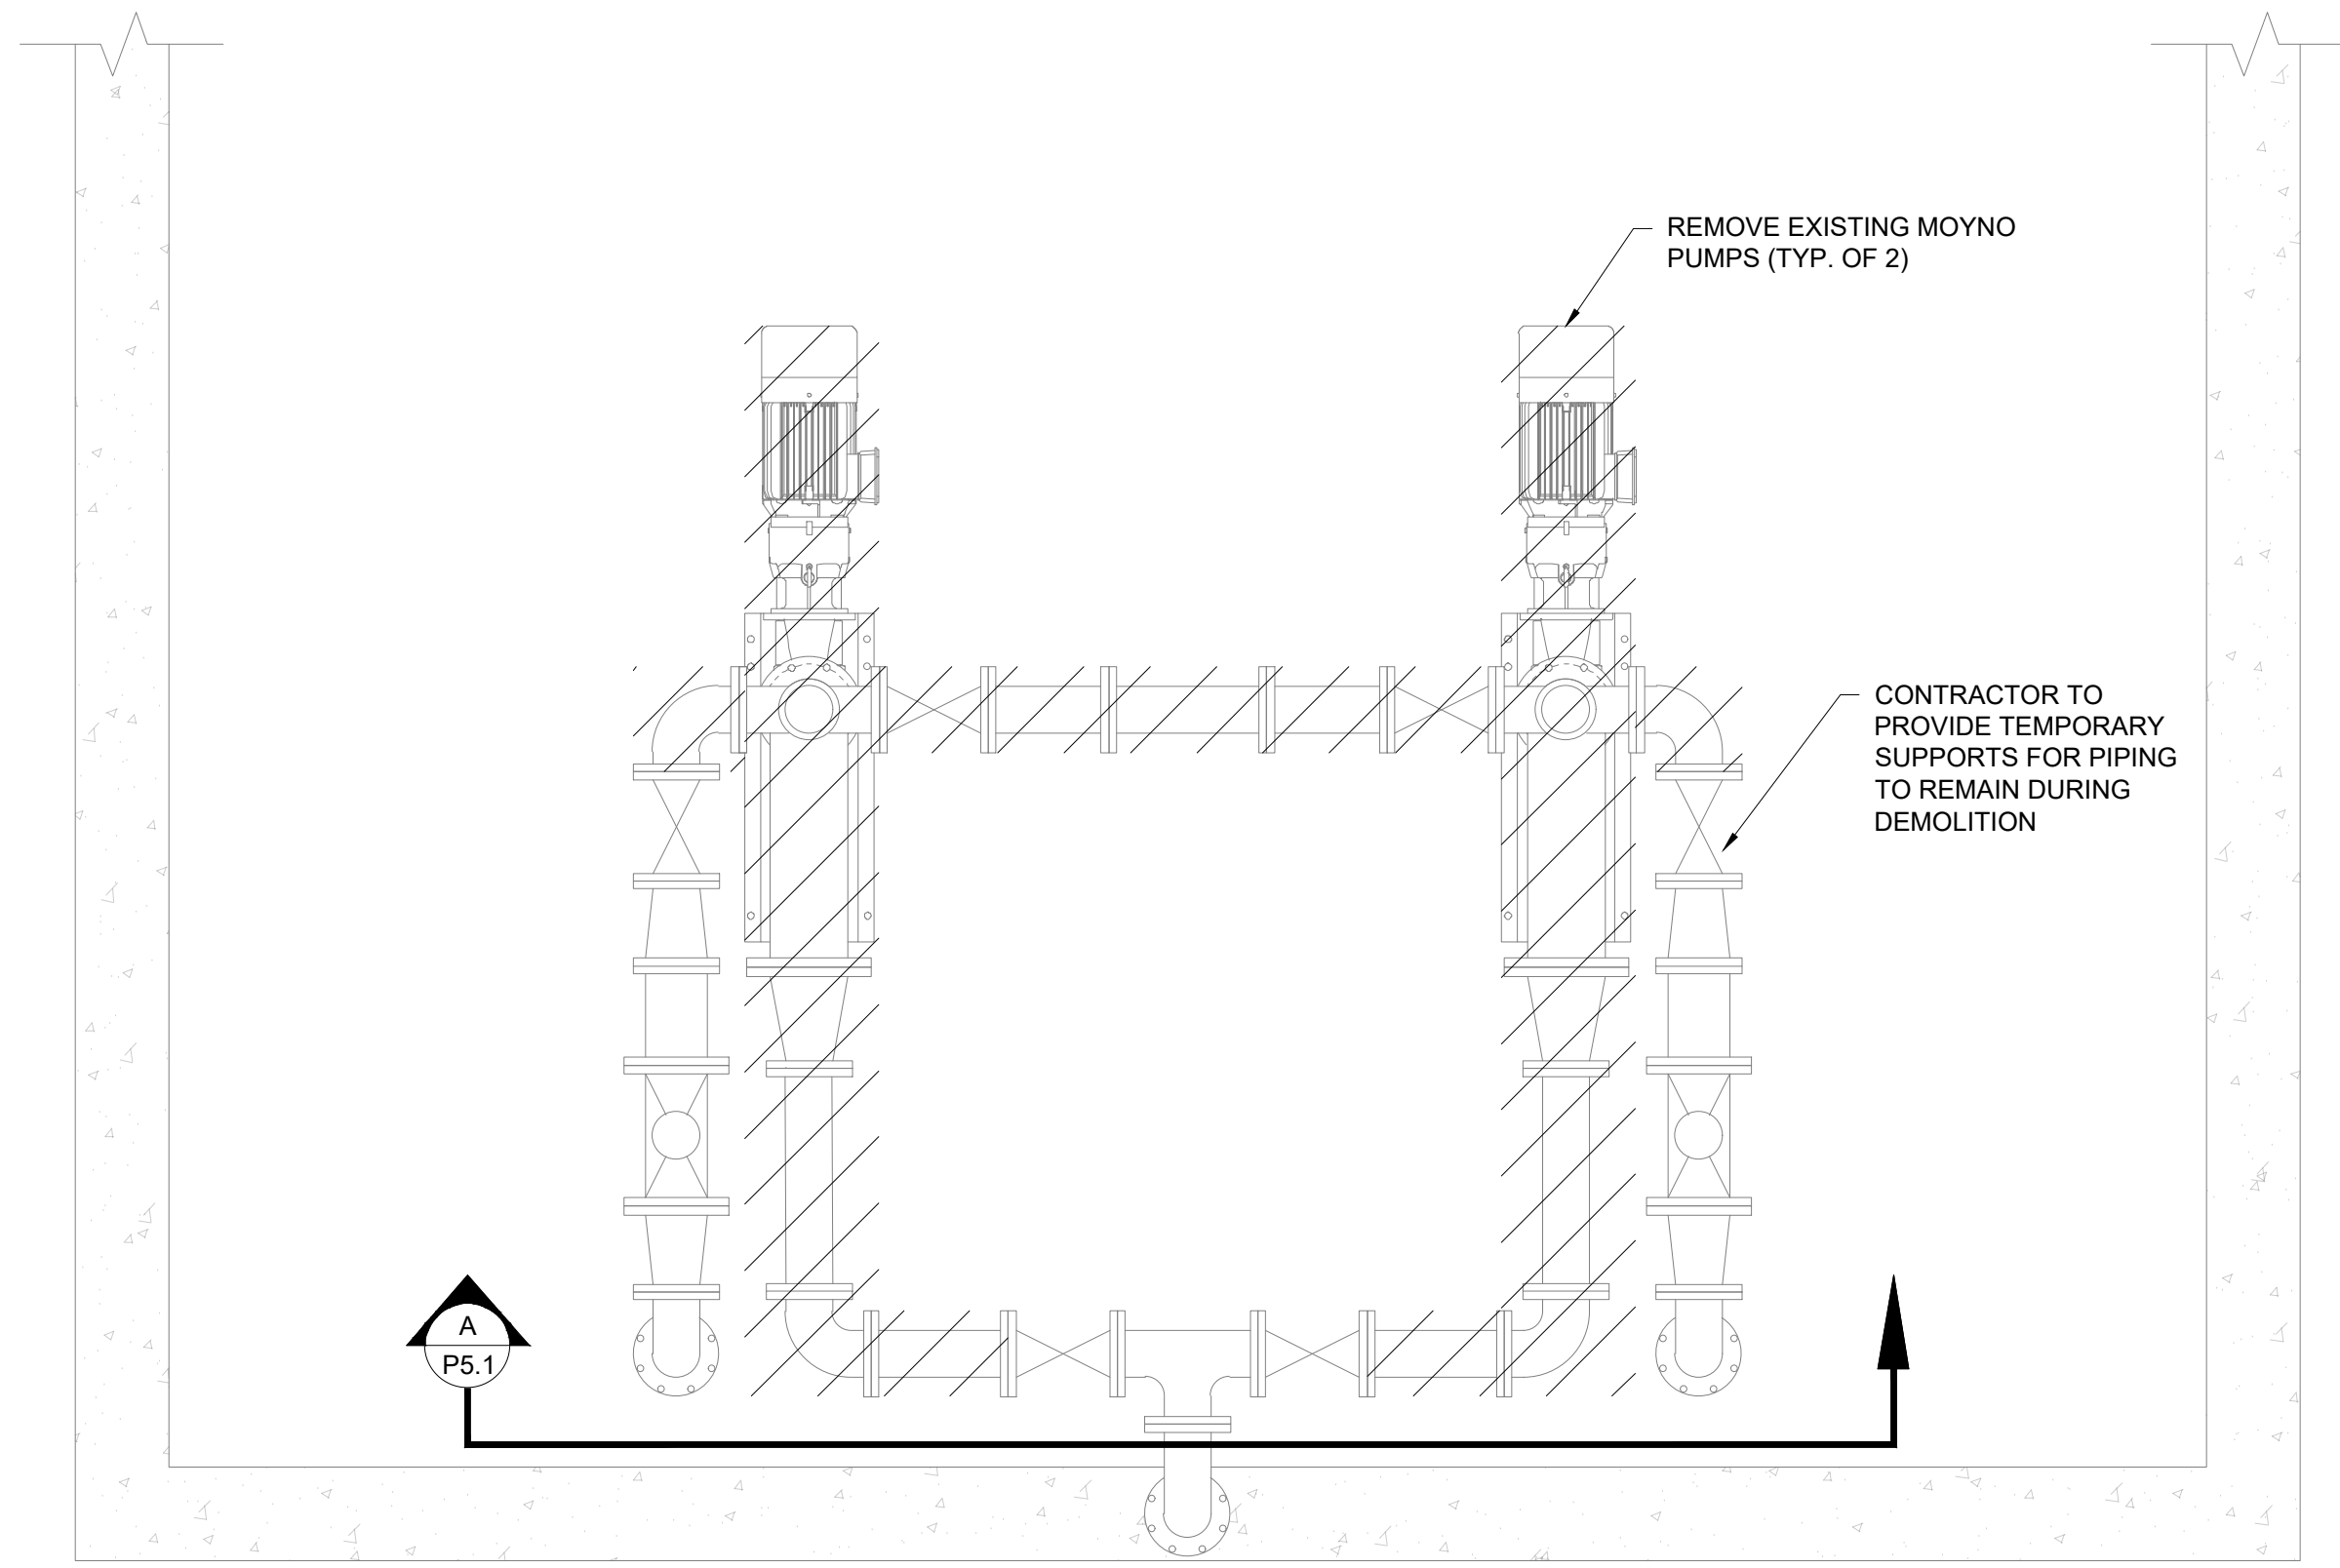 REMOVE EXISTING MOYNO
PUMPS (TYP. OF 2)
CONTRACTOR TO
PROVIDE TEMPORARY
SUPPORTS FOR PIPING
TO REMAIN DURING
DEMOLITION
A
P5.1